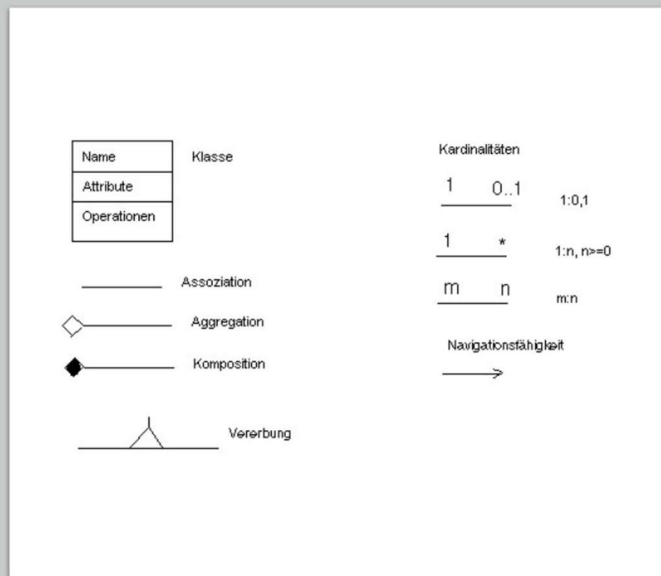 Name
Klasse
Attribute
Operationen
Assoziation
Aggregation
Komposition
Vererbung
Kardinalitäten
1 0..1
1:0,1
1 *
1:n, n>=0
m n
m:n
Navigationsfähigkeit